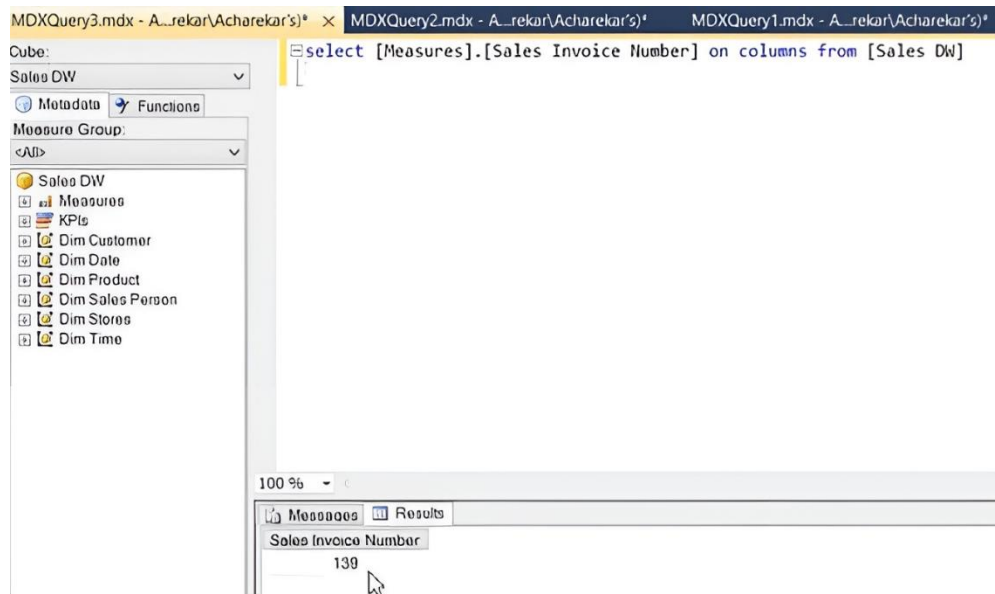 MDXQuery3.mdx - A...rekar\Acharekar's)* × MDXQuery2.mdx - A...rekar\Acharekar's)* MDXQuery1.mdx - A...rekar\Acharekar's)*
Cube:
Sales DW
Metadata Functions
Measure Group:
<All>
Sales DW
Measures
KPIs
Dim Customer
Dim Date
Dim Product
Dim Sales Person
Dim Stores
Dim Time
select [Measures].[Sales Invoice Number] on columns from [Sales DW]
100 %
Messages Results
Sales Invoice Number
139